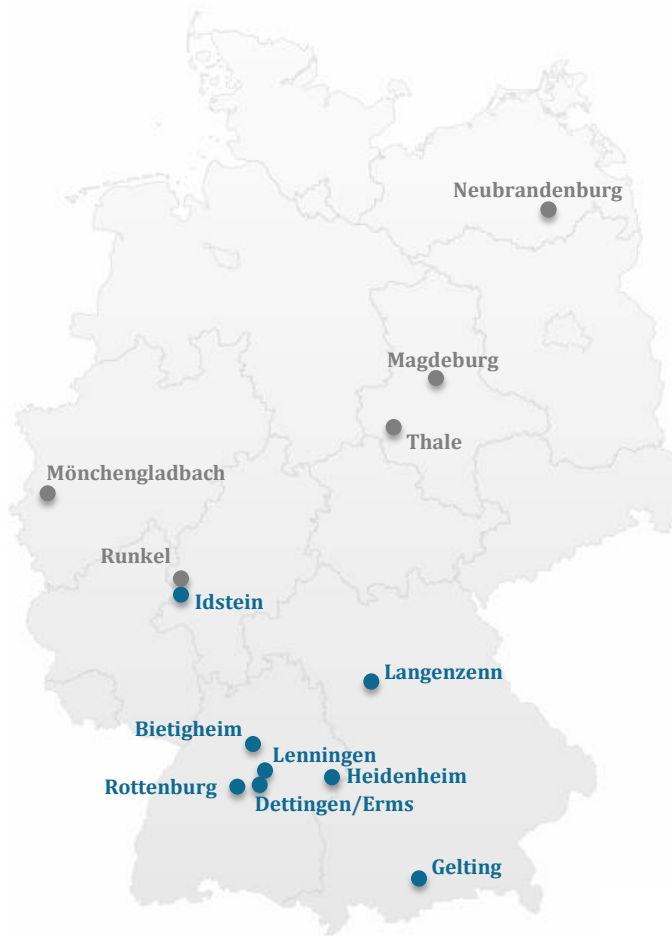 Neubrandenburg
Magdeburg
Thale
Mönchengladbach
Runkel
Idstein
Langenzenn
Bietigheim
Lenningen
Heidenheim
Rottenburg
Dettingen/Erms
Gelting